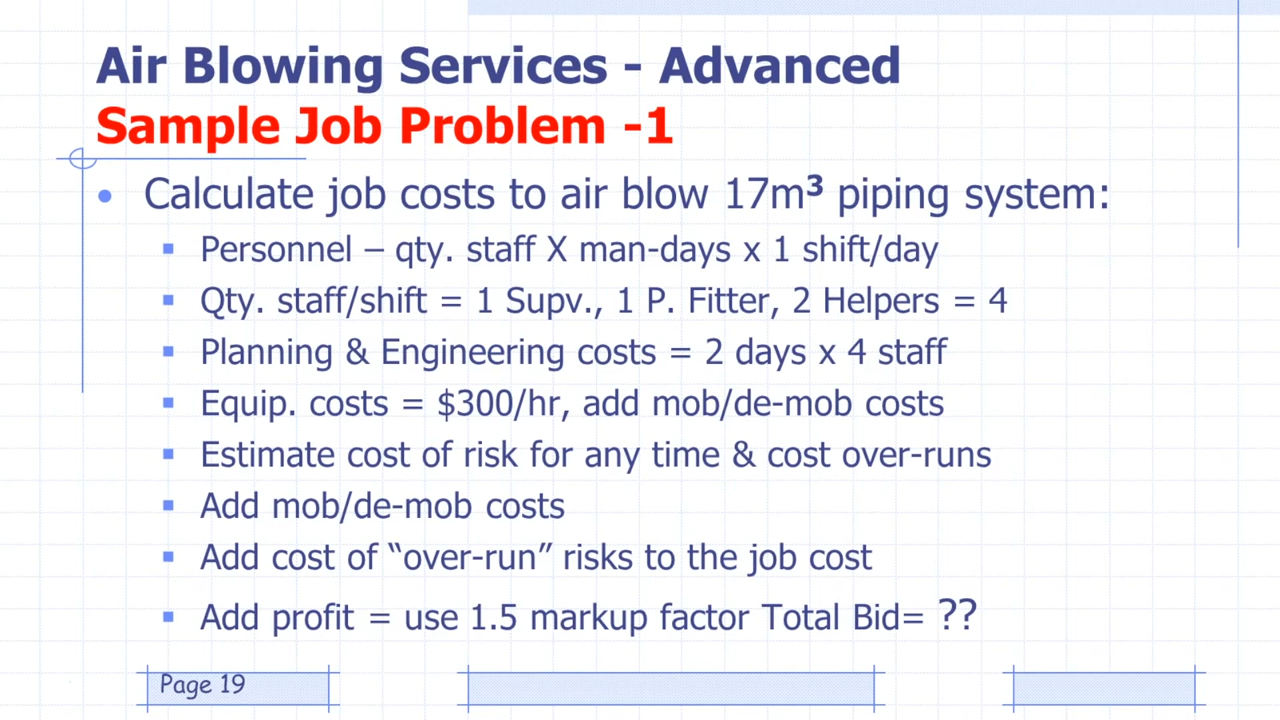 Air Blowing Services - Advanced
Sample Job Problem -1
• Calculate job costs to air blow 17m³ piping system:
▪ Personnel – qty. staff X man-days x 1 shift/day
▪ Qty. staff/shift = 1 Supv., 1 P. Fitter, 2 Helpers = 4
▪ Planning & Engineering costs = 2 days x 4 staff
▪ Equip. costs = $300/hr, add mob/de-mob costs
▪ Estimate cost of risk for any time & cost over-runs
▪ Add mob/de-mob costs
▪ Add cost of “over-run” risks to the job cost
▪ Add profit = use 1.5 markup factor Total Bid= ??
Page 19